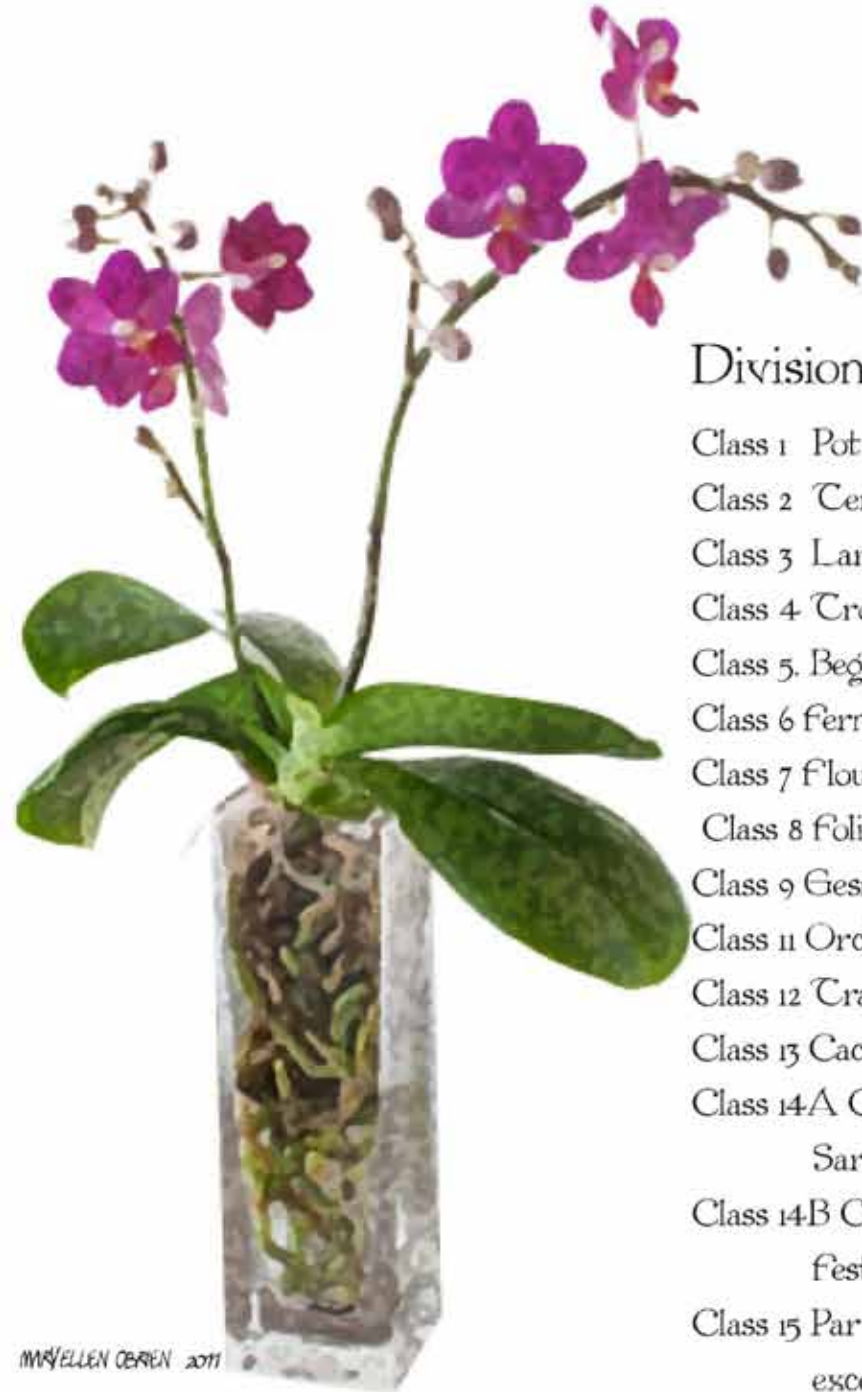 Division
Class 1 Pot
Class 2 Ter
Class 3 Lar
Class 4 Tro
Class 5. Beg
Class 6 Fern
Class 7 Flou
Class 8 Foli
Class 9 Gesi
Class 11 Orc
Class 12 Tra
Class 13 Cac
Class 14A C
Sar
Class 14B C
Fest
Class 15 Par
exce
MARYELLEN OBRIEN 2011